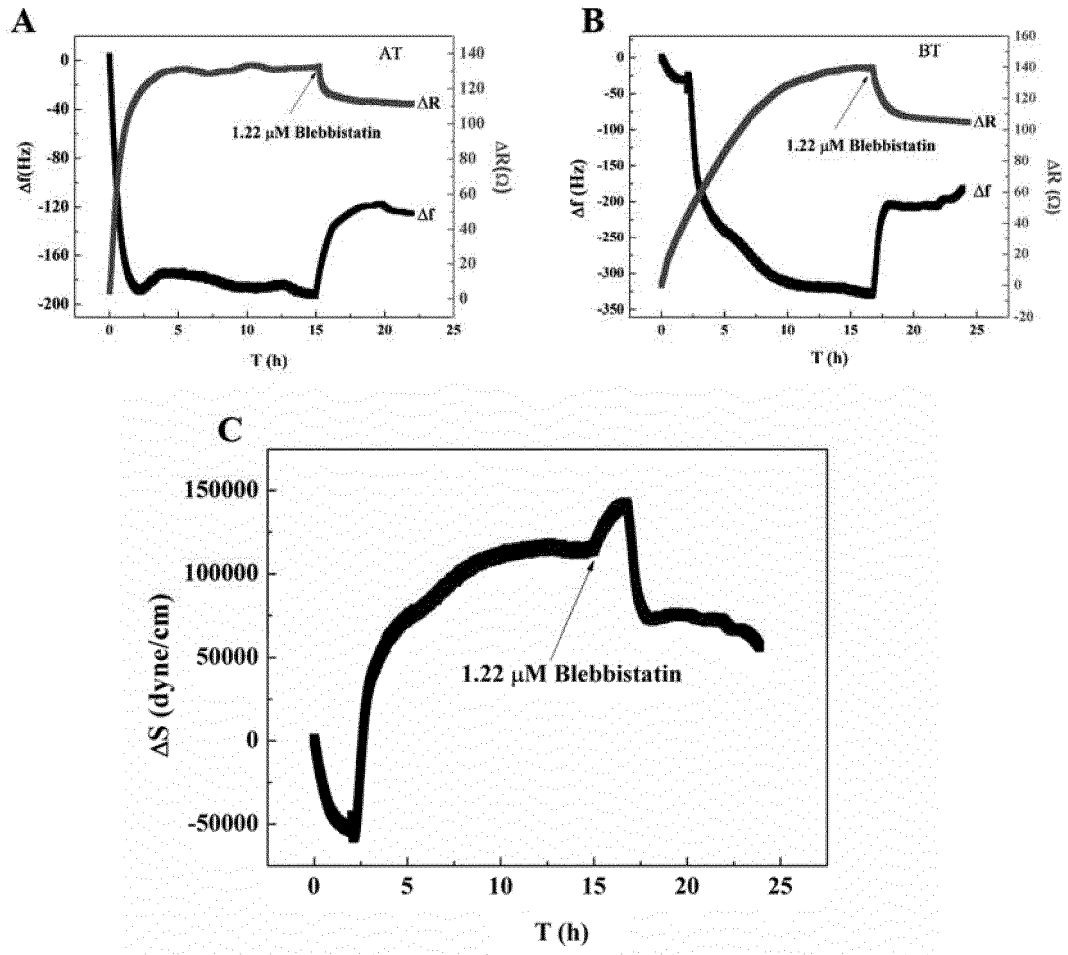 A
AT
0
-40
-80
-120
-160
-200
Δf(Hz)
140
120
100
80
60
40
20
0
ΔR(Ω)
ΔR
1.22 μM Blebbistatin
Δf
0 5 10 15 20 25
T (h)
B
BT
0
-50
-100
-150
-200
-250
-300
-350
Δf (Hz)
160
140
120
100
80
60
40
20
0
-20
ΔR (Ω)
ΔR
1.22 μM Blebbistatin
Δf
0 5 10 15 20 25
T (h)
C
150000
100000
50000
0
-50000
ΔS (dyne/cm)
1.22 μM Blebbistatin
0 5 10 15 20 25
T (h)